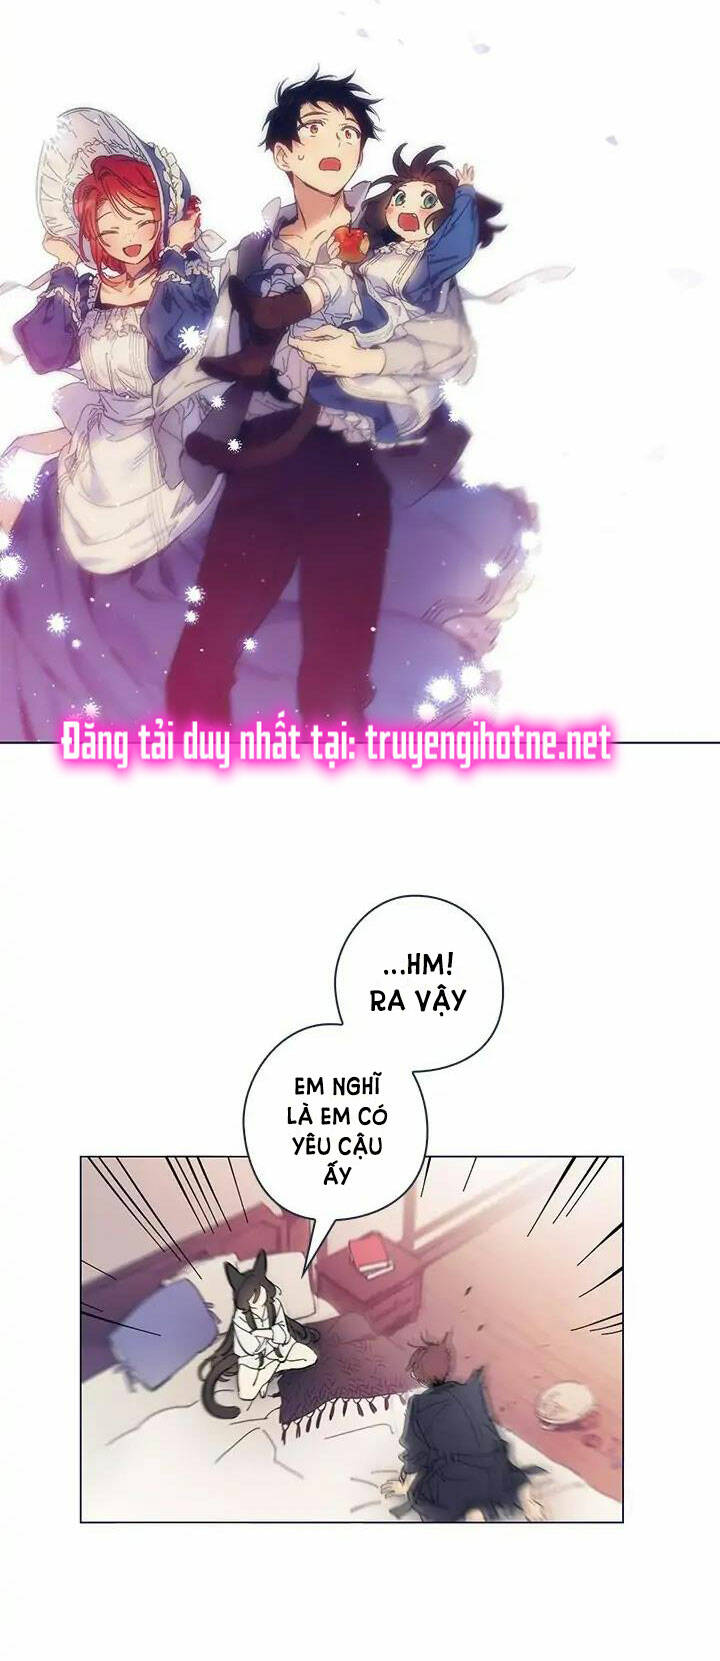 Đăng tải duy nhất tại: truyengihotne.net
...HM!
RA VẬY
EM NGHĨ
LÀ EM CÓ
YÊU CẬU
ẤY